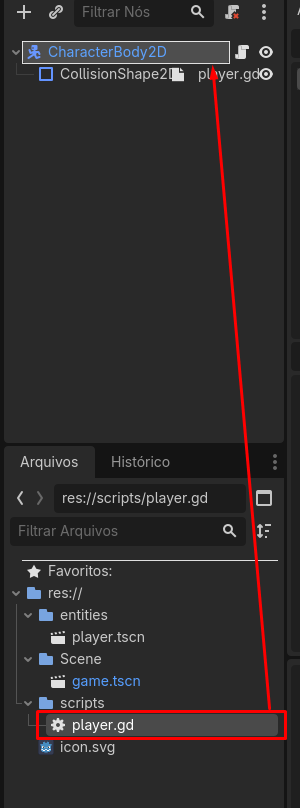 Filtrar Nós
CharacterBody2D
CollisionShape2 player.gd
Arquivos Histórico
res://scripts/player.gd
Filtrar Arquivos
Favoritos:
res://
entities
player.tscn
Scene
game.tscn
scripts
player.gd
icon.svg